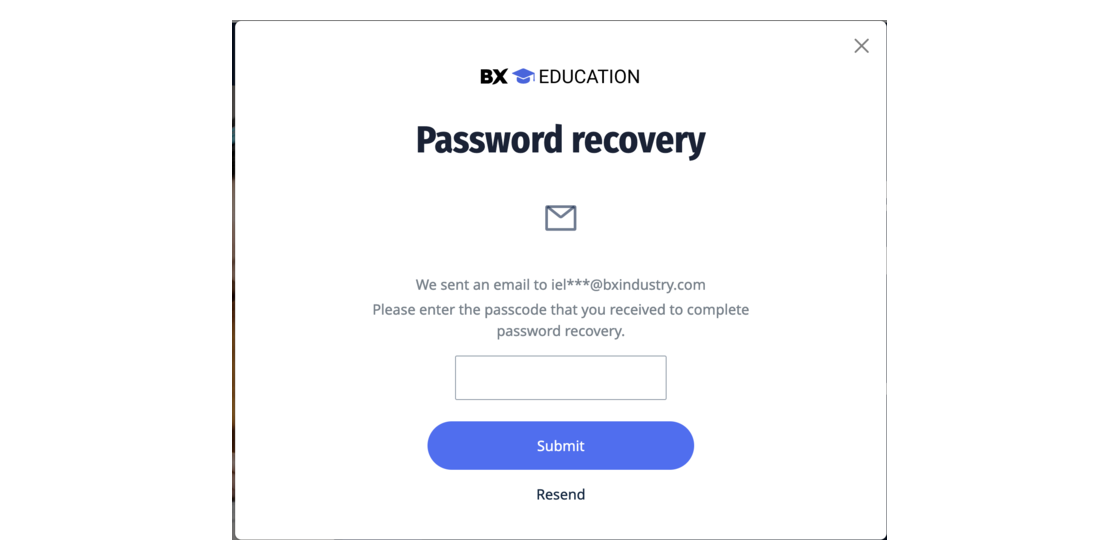 BX EDUCATION
Password recovery
We sent an email to iel***@bxindustry.com
Please enter the passcode that you received to complete
password recovery.
Submit
Resend